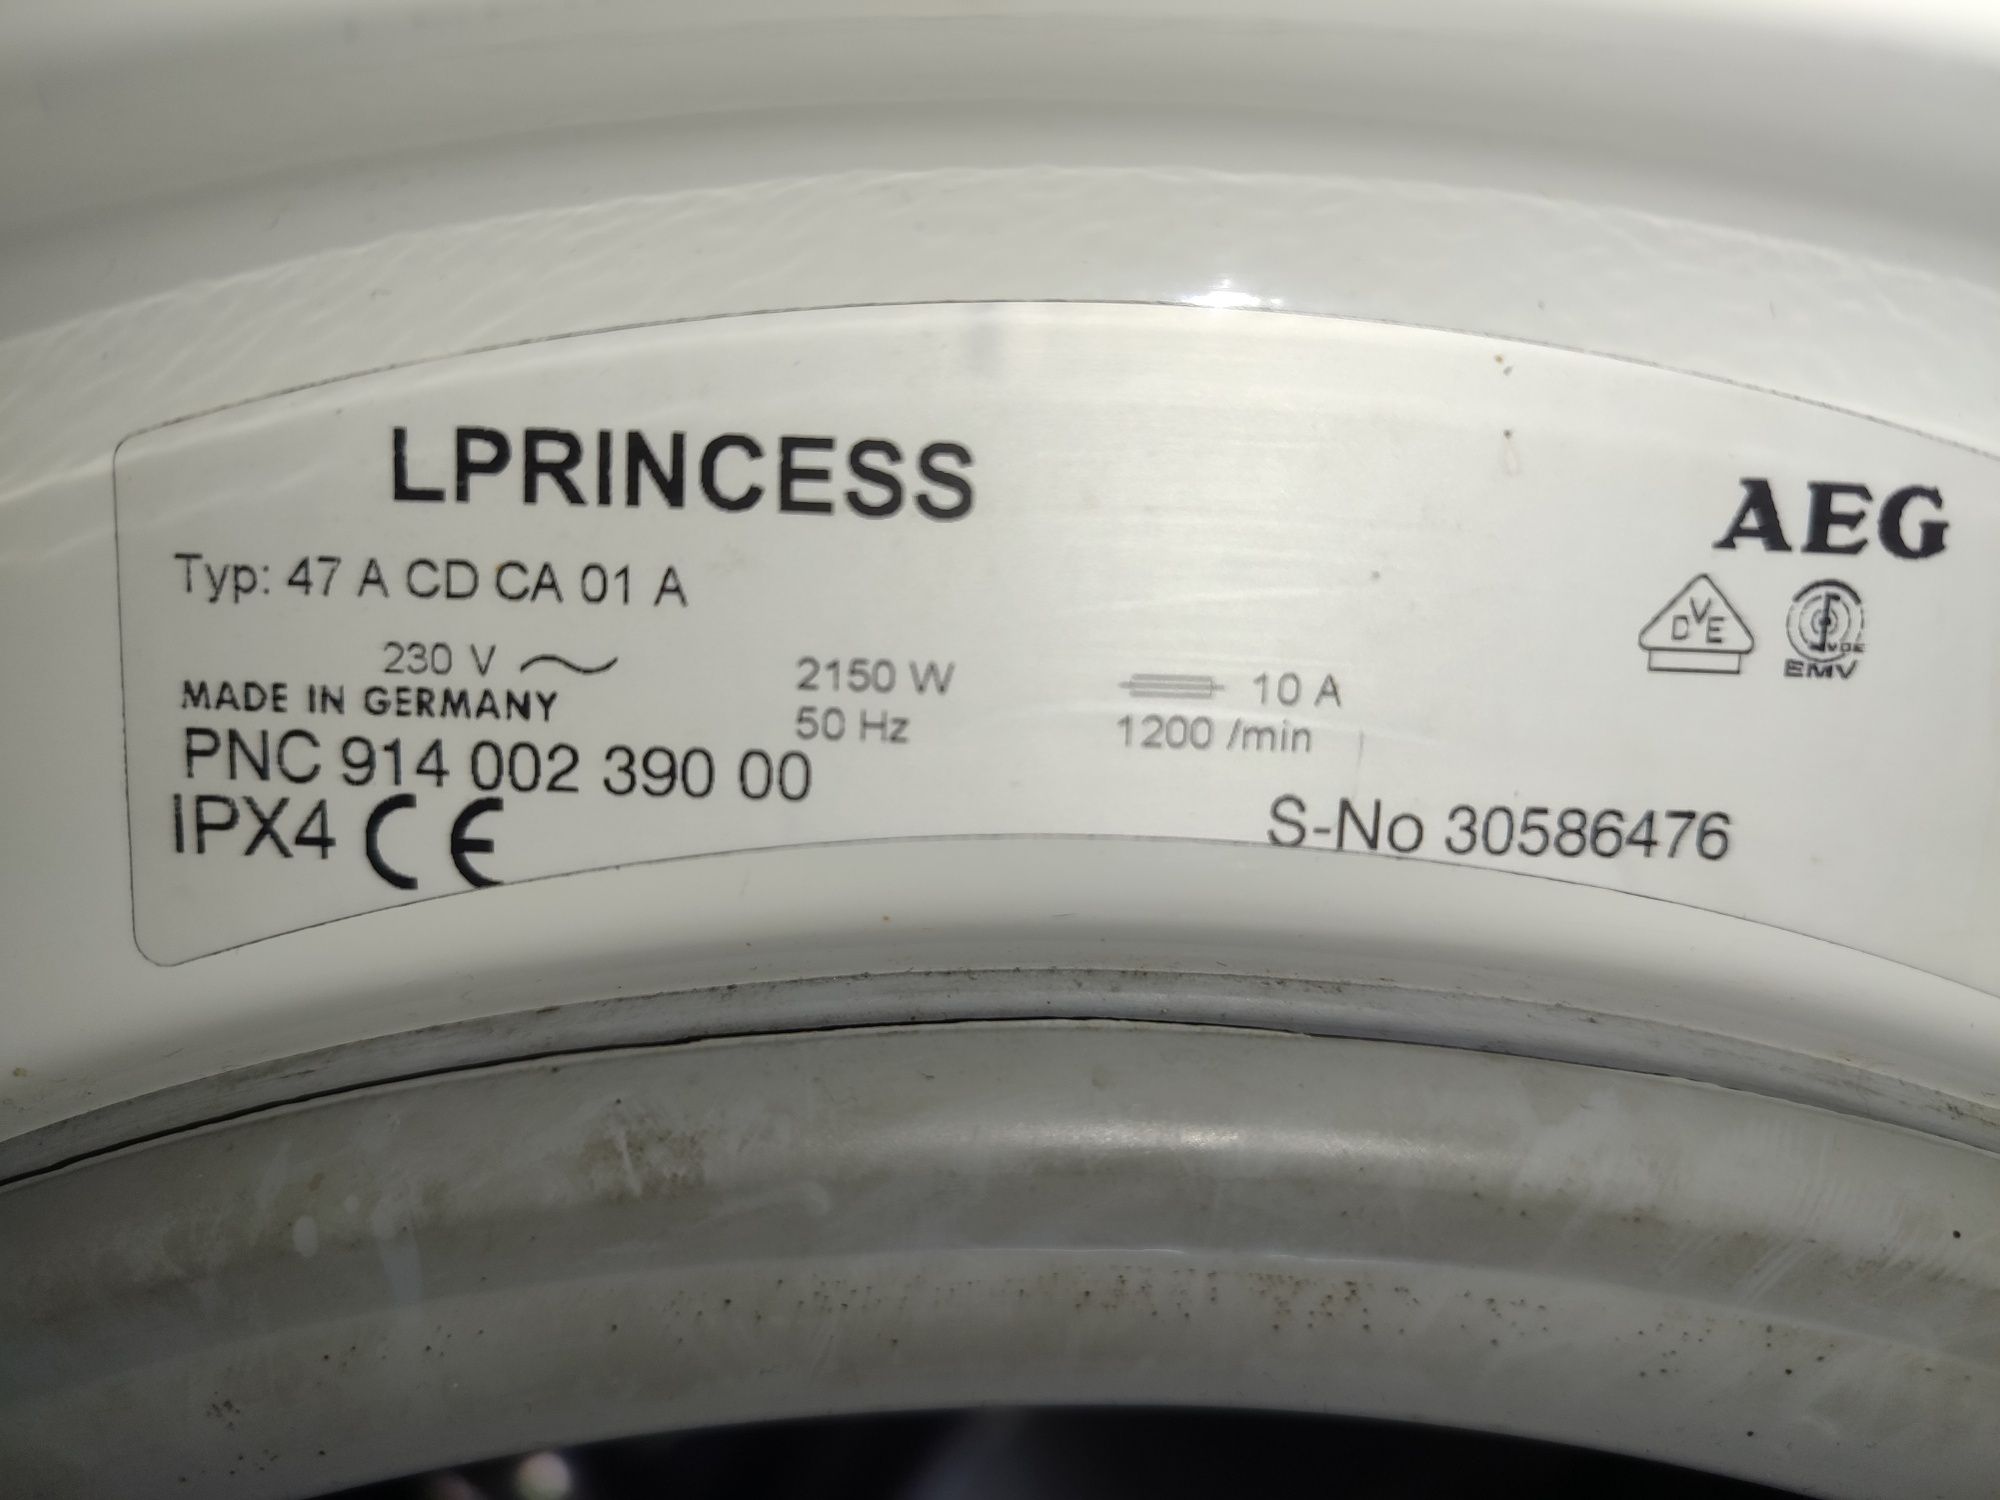 LPRINCESS
AEG
Typ: 47 A CD CA 01 A
DVE
VDE
EMV
230 V 2150 W 10 A
MADE IN GERMANY 50 Hz 1200 /min
PNC 914 002 390 00
IPX4 CE S-No 30586476